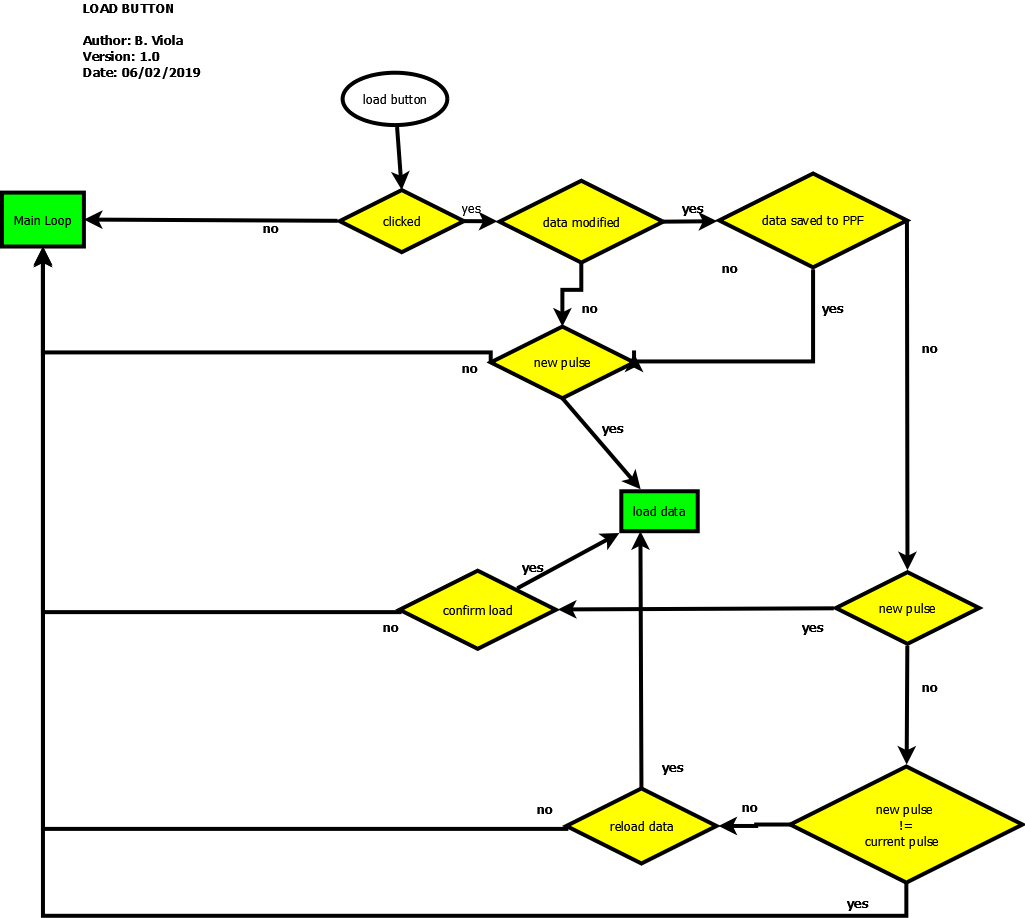 LOAD BUTTON
Author: B. Viola
Version: 1.0
Date: 06/02/2019
load button
Main Loop
no
clicked
yes
data modified
yes
data saved to PPF
no
no
yes
no
new pulse
no
yes
load data
yes
confirm load
no
new pulse
yes
no
yes
no
reload data
no
new pulse
!=
current pulse
yes